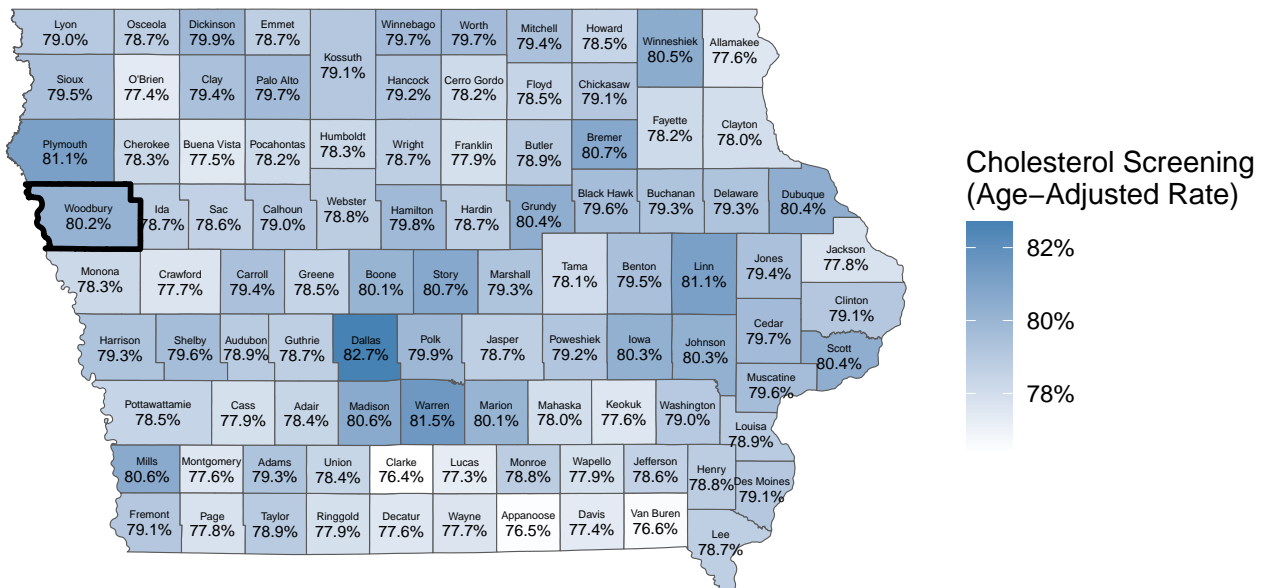 Lyon
79.0%
Osceola
78.7%
Dickinson
79.9%
Emmet
78.7%
Kossuth
79.1%
Winnebago
79.7%
Worth
79.7%
Mitchell
79.4%
Howard
78.5%
Winneshiek
80.5%
Allamakee
77.6%
Sioux
79.5%
O'Brien
77.4%
Clay
79.4%
Palo Alto
79.7%
Hancock
79.2%
Cerro Gordo
78.2%
Floyd
78.5%
Chickasaw
79.1%
Fayette
78.2%
Clayton
78.0%
Plymouth
81.1%
Cherokee
78.3%
Buena Vista
77.5%
Pocahontas
78.2%
Humboldt
78.3%
Wright
78.7%
Franklin
77.9%
Butler
78.9%
Bremer
80.7%
Woodbury
80.2%
Ida
78.7%
Sac
78.6%
Calhoun
79.0%
Webster
78.8%
Hamilton
79.8%
Hardin
78.7%
Grundy
80.4%
Black Hawk
79.6%
Buchanan
79.3%
Delaware
79.3%
Dubuque
80.4%
Monona
78.3%
Crawford
77.7%
Carroll
79.4%
Greene
78.5%
Boone
80.1%
Story
80.7%
Marshall
79.3%
Tama
78.1%
Benton
79.5%
Linn
81.1%
Jones
79.4%
Jackson
77.8%
Clinton
79.1%
Harrison
79.3%
Shelby
79.6%
Audubon
78.9%
Guthrie
78.7%
Dallas
82.7%
Polk
79.9%
Jasper
78.7%
Poweshiek
79.2%
Iowa
80.3%
Johnson
80.3%
Cedar
79.7%
Scott
80.4%
Muscatine
79.6%
Pottawattamie
78.5%
Cass
77.9%
Adair
78.4%
Madison
80.6%
Warren
81.5%
Marion
80.1%
Mahaska
78.0%
Keokuk
77.6%
Washington
79.0%
Louisa
78.9%
Mills
80.6%
Montgomery
77.6%
Adams
79.3%
Union
78.4%
Clarke
76.4%
Lucas
77.3%
Monroe
78.8%
Wapello
77.9%
Jefferson
78.6%
Henry
78.8%
Des Moines
79.1%
Fremont
79.1%
Page
77.8%
Taylor
78.9%
Ringgold
77.9%
Decatur
77.6%
Wayne
77.7%
Appanoose
76.5%
Davis
77.4%
Van Buren
76.6%
Lee
78.7%
Cholesterol Screening
(Age−Adjusted Rate)
82%
80%
78%